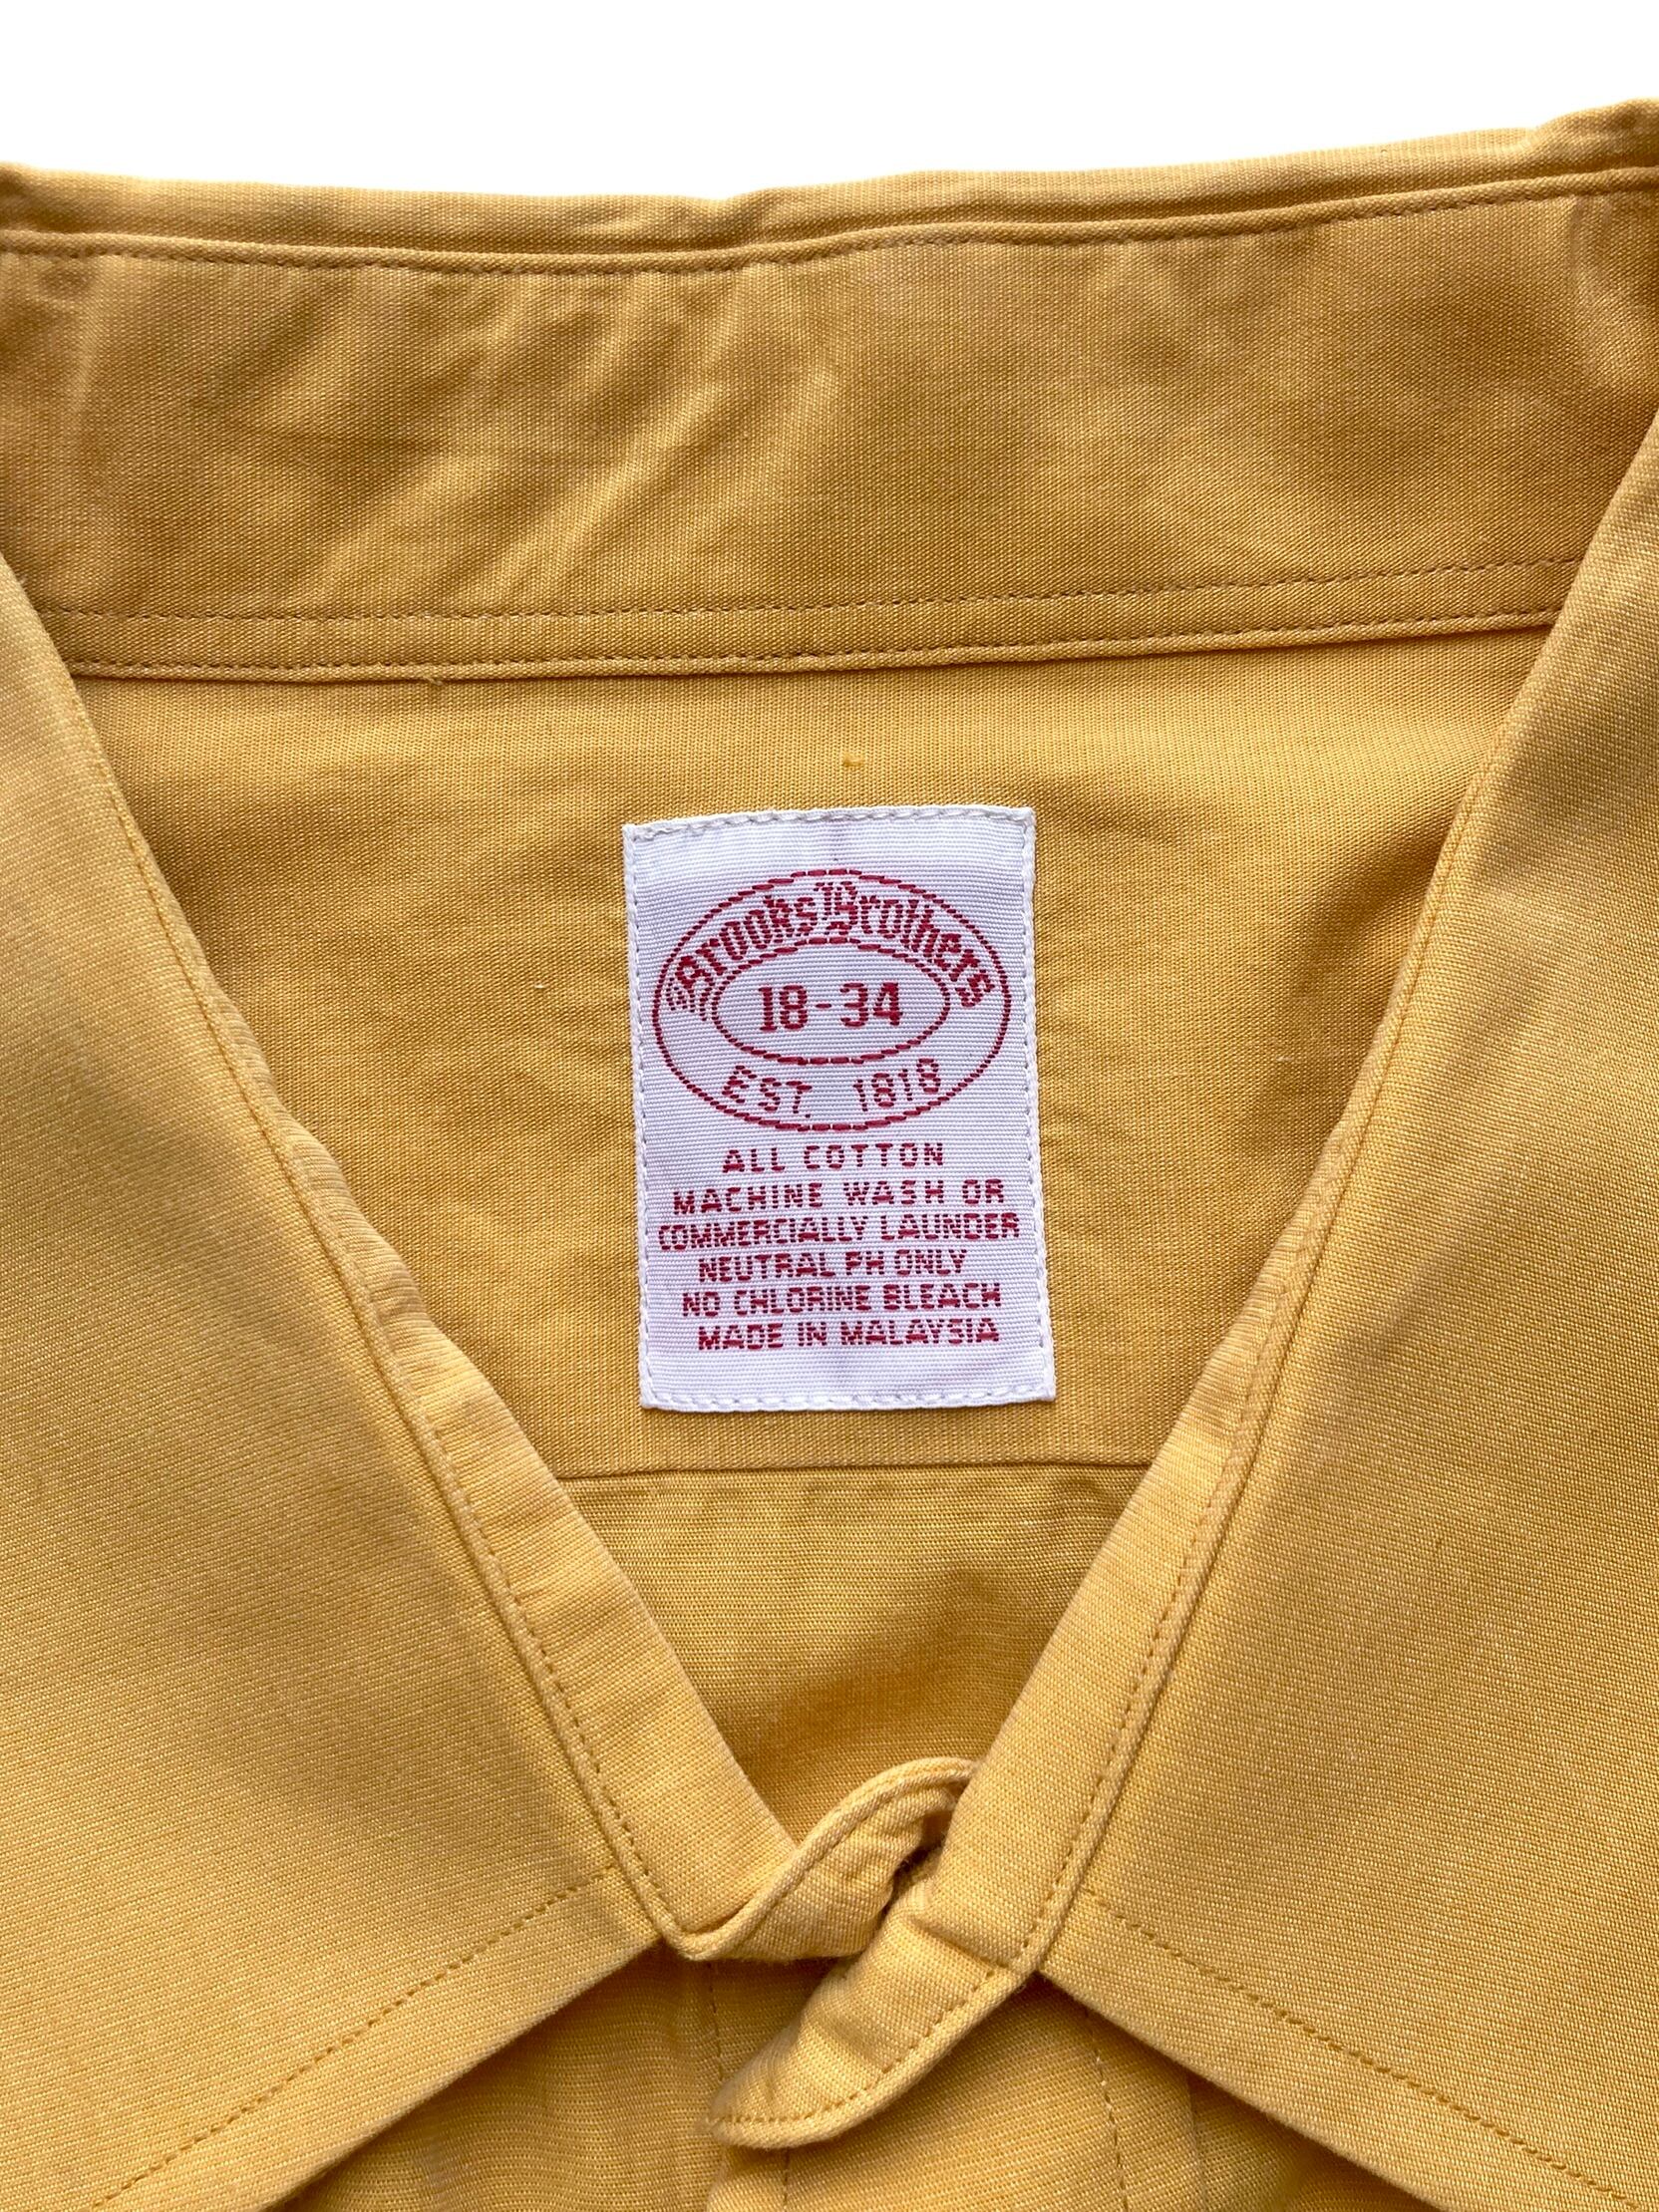 Brooks Brothers
18-34
EST. 1818
ALL COTTON
MACHINE WASH OR
COMMERCIALLY LAUNDER
NEUTRAL PH ONLY
NO CHLORINE BLEACH
MADE IN MALAYSIA